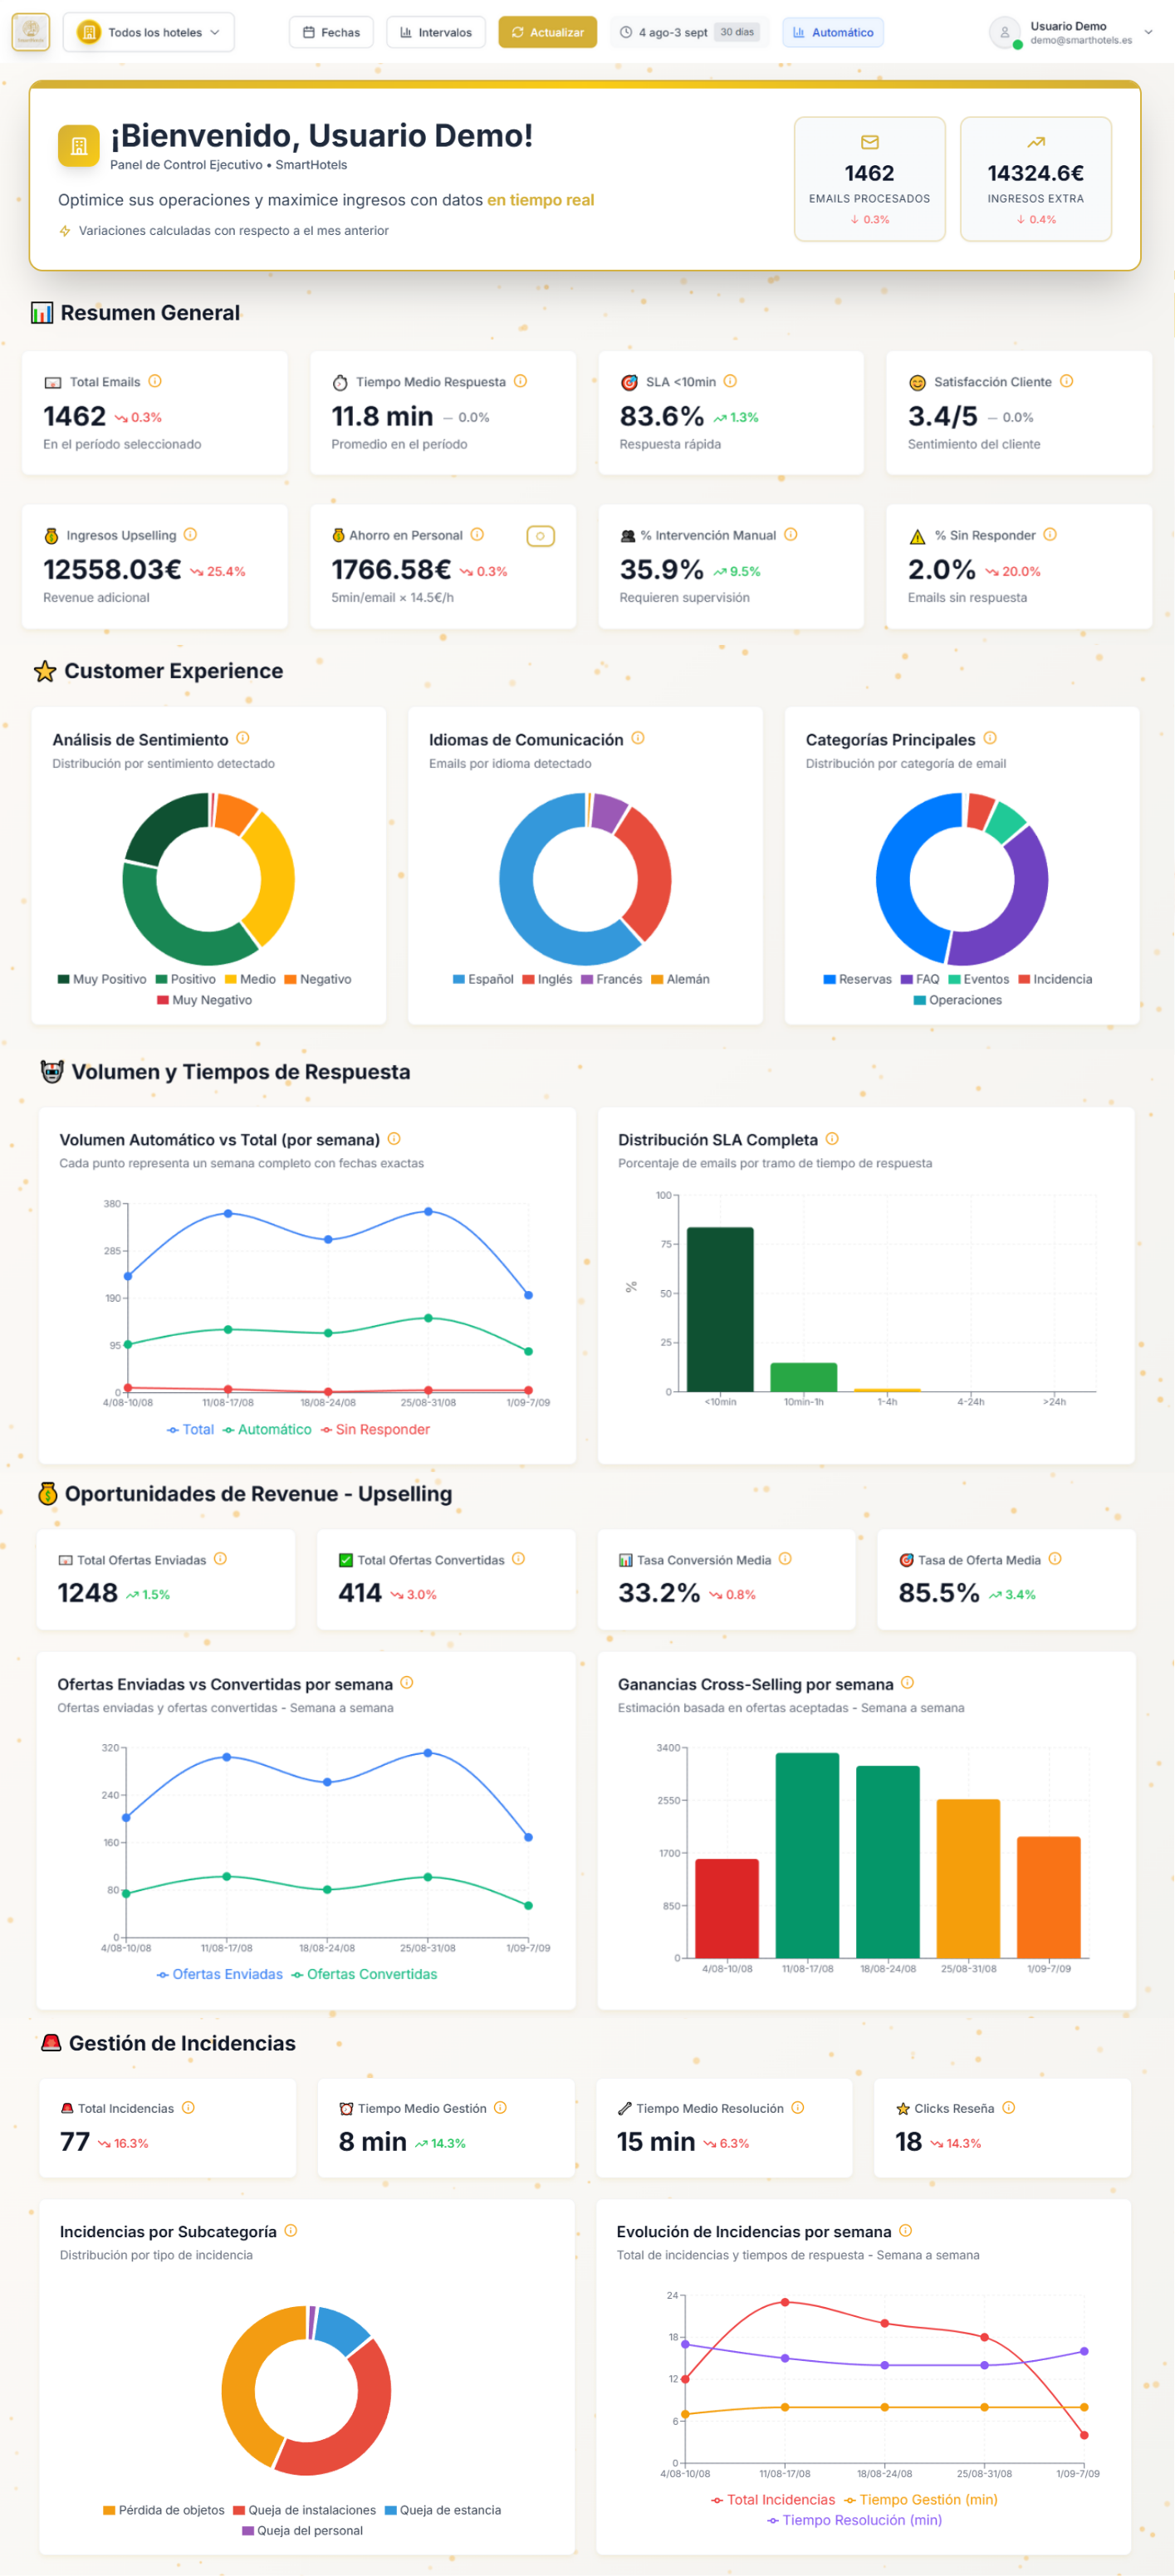 Todos los hoteles
Fechas
Intervalos
Actualizar
4 ago-3 sept 30 días
Automático
Usuario Demo
demo@smarthotels.es
¡Bienvenido, Usuario Demo!
Panel de Control Ejecutivo • SmartHotels
Optimice sus operaciones y maximice ingresos con datos en tiempo real
Variaciones calculadas con respecto a el mes anterior
1462
EMAILS PROCESADOS
↓ 0.3%
14324.6€
INGRESOS EXTRA
↓ 0.4%
Resumen General
Total Emails
1462 0.3%
En el período seleccionado
Tiempo Medio Respuesta
11.8 min — 0.0%
Promedio en el período
SLA <10min
83.6% 1.3%
Respuesta rápida
Satisfacción Cliente
3.4/5 — 0.0%
Sentimiento del cliente
Ingresos Upselling
12558.03€ 25.4%
Revenue adicional
Ahorro en Personal
1766.58€ 0.3%
5min/email × 14.5€/h
% Intervención Manual
35.9% 9.5%
Requieren supervisión
% Sin Responder
2.0% 20.0%
Emails sin respuesta
Customer Experience
Análisis de Sentimiento
Distribución por sentimiento detectado
Muy Positivo Positivo Medio Negativo
Muy Negativo
Idiomas de Comunicación
Emails por idioma detectado
Español Inglés Francés Alemán
Categorías Principales
Distribución por categoría de email
Reservas FAQ Eventos Incidencia
Operaciones
Volumen y Tiempos de Respuesta
Volumen Automático vs Total (por semana)
Cada punto representa un semana completo con fechas exactas
380
285
190
95
0
4/08-10/08 11/08-17/08 18/08-24/08 25/08-31/08 1/09-7/09
Total Automático Sin Responder
Distribución SLA Completa
Porcentaje de emails por tramo de tiempo de respuesta
100
75
50
25
0
%
<10min 10min-1h 1-4h 4-24h >24h
Oportunidades de Revenue - Upselling
Total Ofertas Enviadas
1248 1.5%
Total Ofertas Convertidas
414 3.0%
Tasa Conversión Media
33.2% 0.8%
Tasa de Oferta Media
85.5% 3.4%
Ofertas Enviadas vs Convertidas por semana
Ofertas enviadas y ofertas convertidas - Semana a semana
320
240
160
80
0
4/08-10/08 11/08-17/08 18/08-24/08 25/08-31/08 1/09-7/09
Ofertas Enviadas Ofertas Convertidas
Ganancias Cross-Selling por semana
Estimación basada en ofertas aceptadas - Semana a semana
3400
2550
1700
850
0
4/08-10/08 11/08-17/08 18/08-24/08 25/08-31/08 1/09-7/09
Gestión de Incidencias
Total Incidencias
77 16.3%
Tiempo Medio Gestión
8 min 14.3%
Tiempo Medio Resolución
15 min 6.3%
Clicks Reseña
18 14.3%
Incidencias por Subcategoría
Distribución por tipo de incidencia
Pérdida de objetos Queja de instalaciones Queja de estancia
Queja del personal
Evolución de Incidencias por semana
Total de incidencias y tiempos de respuesta - Semana a semana
24
18
12
6
0
4/08-10/08 11/08-17/08 18/08-24/08 25/08-31/08 1/09-7/09
Total Incidencias Tiempo Gestión (min)
Tiempo Resolución (min)